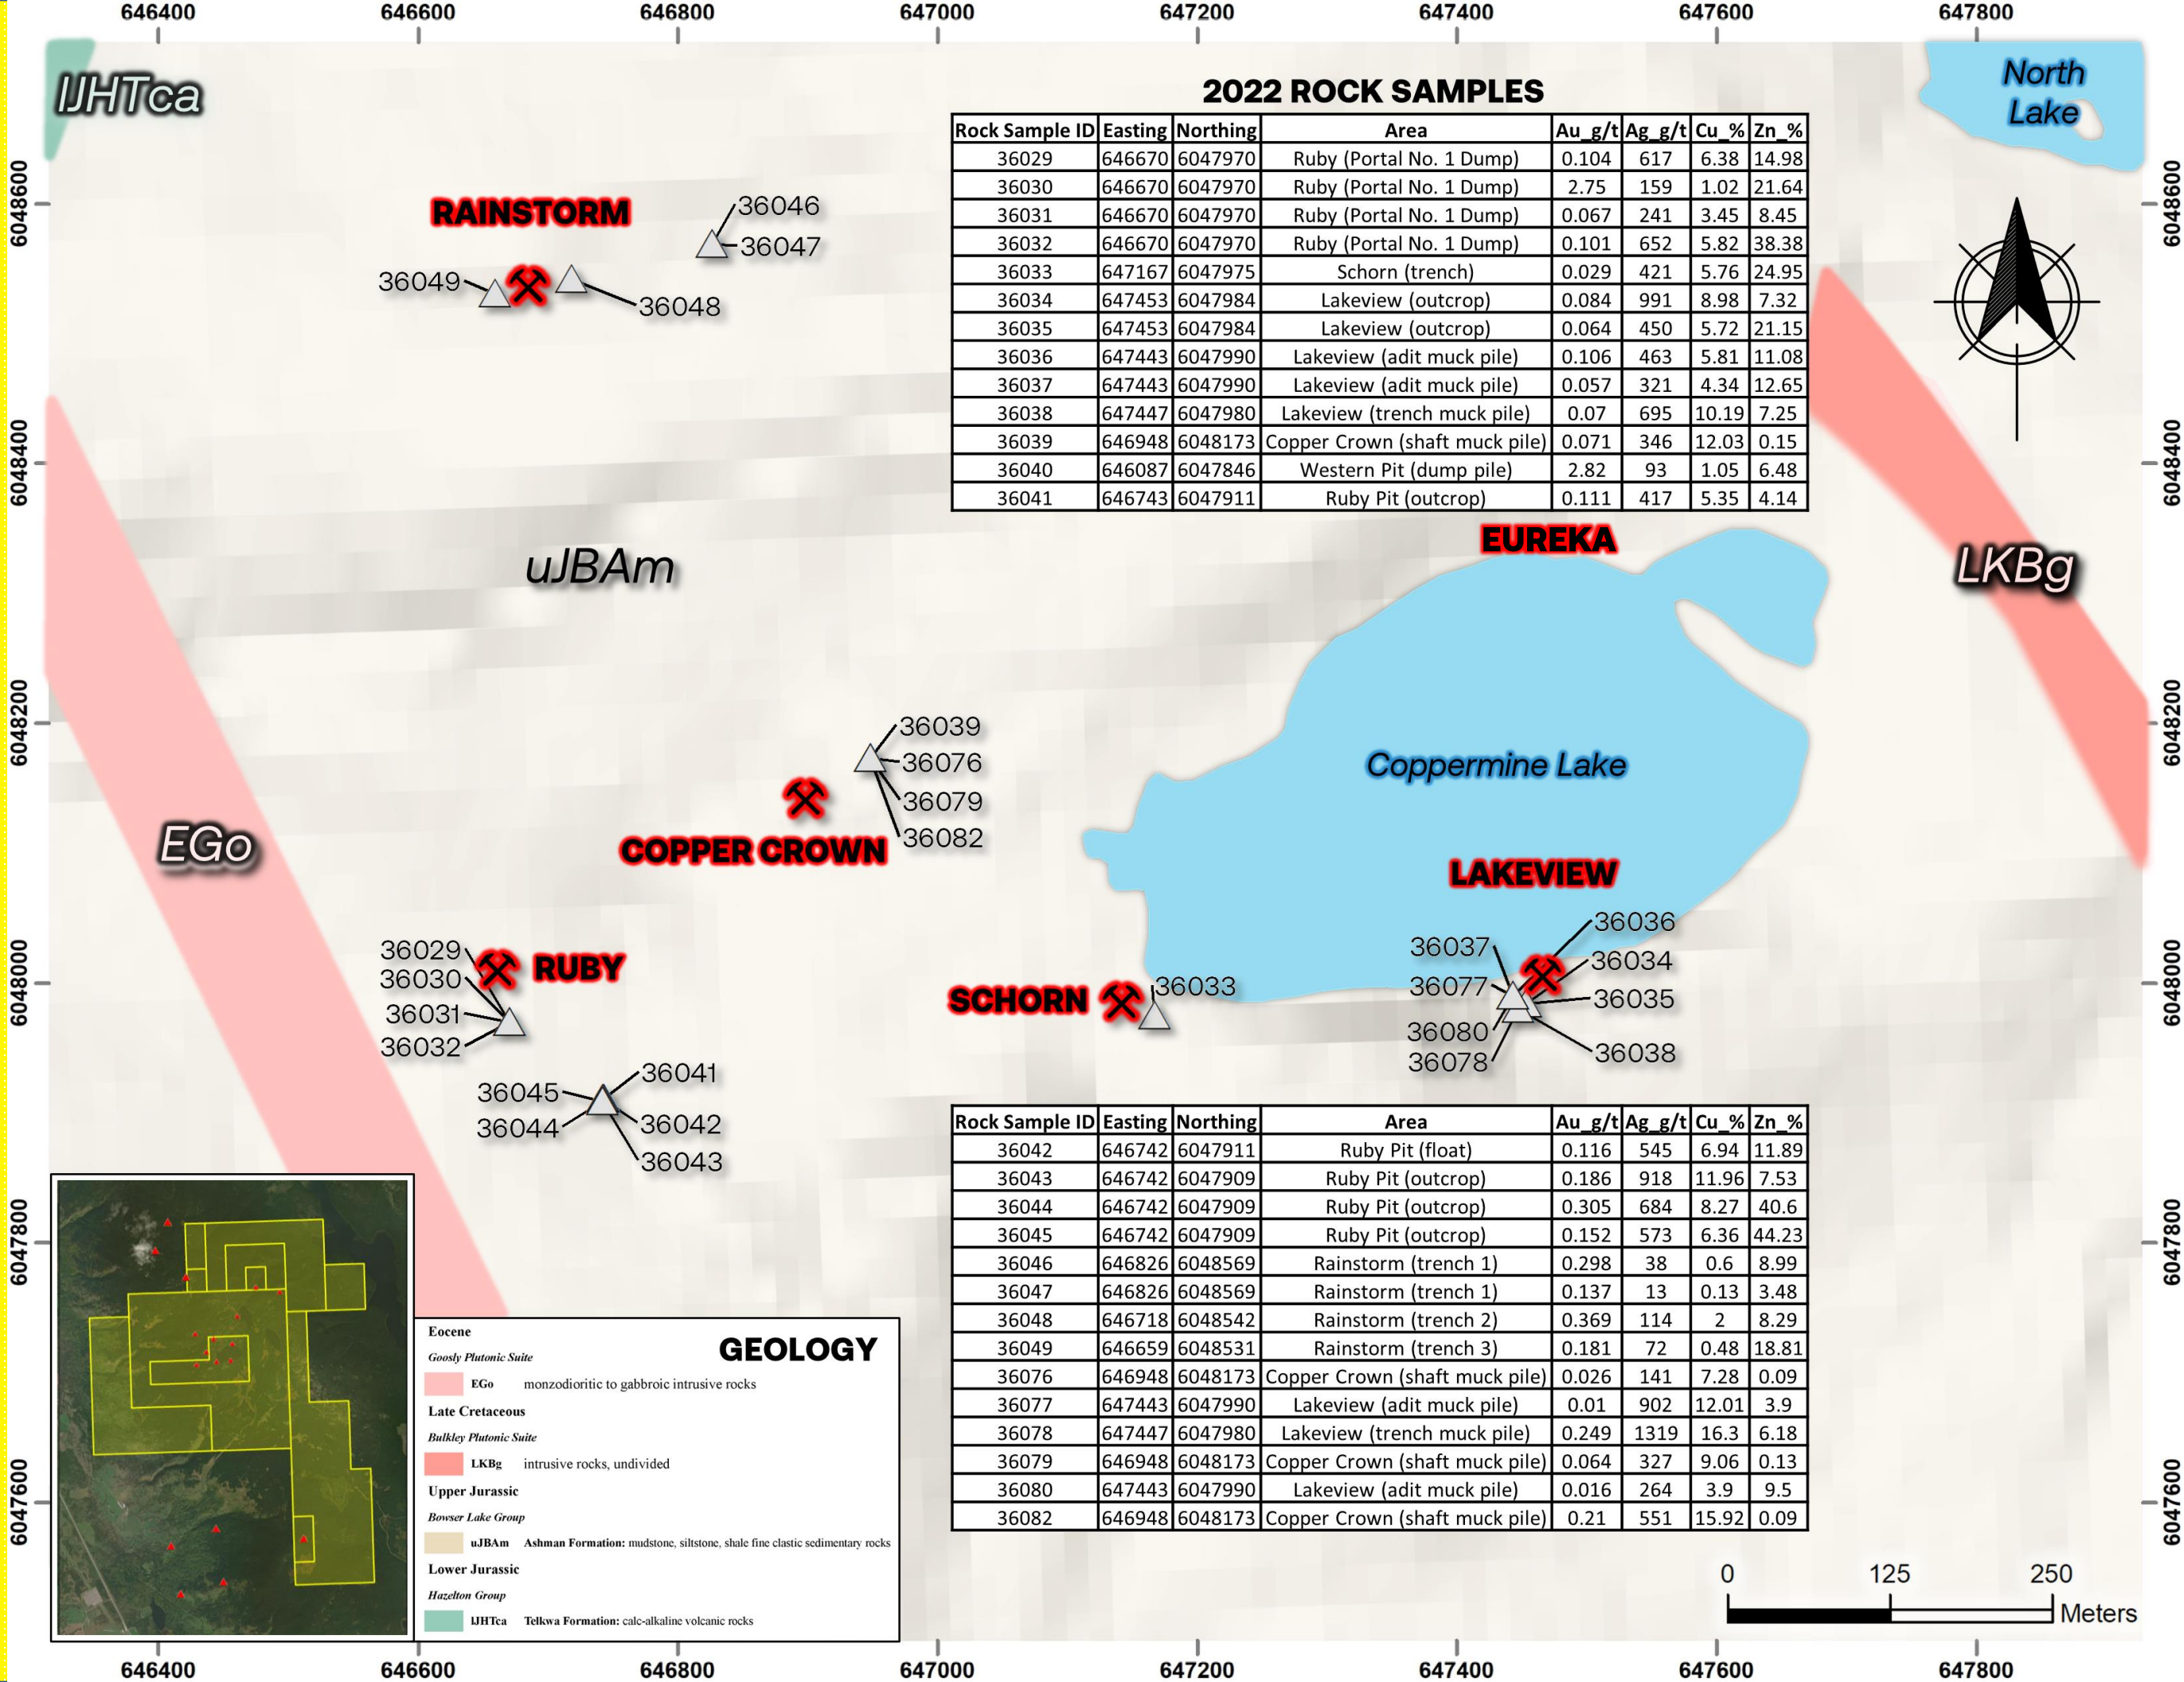 646400 646600 646800 647000 647200 647400 647600 647800
lJHTca
North
Lake
2022 ROCK SAMPLES
Rock Sample ID Easting Northing Area Au_g/t Ag_g/t Cu_% Zn_%
36029 646670 6047970 Ruby (Portal No. 1 Dump) 0.104 617 6.38 14.98
36030 646670 6047970 Ruby (Portal No. 1 Dump) 2.75 159 1.02 21.64
36031 646670 6047970 Ruby (Portal No. 1 Dump) 0.067 241 3.45 8.45
36032 646670 6047970 Ruby (Portal No. 1 Dump) 0.101 652 5.82 38.38
36033 647167 6047975 Schorn (trench) 0.029 421 5.76 24.95
36034 647453 6047984 Lakeview (outcrop) 0.084 991 8.98 7.32
36035 647453 6047984 Lakeview (outcrop) 0.064 450 5.72 21.15
36036 647443 6047990 Lakeview (adit muck pile) 0.106 463 5.81 11.08
36037 647443 6047990 Lakeview (adit muck pile) 0.057 321 4.34 12.65
36038 647447 6047980 Lakeview (trench muck pile) 0.07 695 10.19 7.25
36039 646948 6048173 Copper Crown (shaft muck pile) 0.071 346 12.03 0.15
36040 646087 6047846 Western Pit (dump pile) 2.82 93 1.05 6.48
36041 646743 6047911 Ruby Pit (outcrop) 0.111 417 5.35 4.14
6048600
6048400
6048200
6048000
6047800
6047600
6048600
6048400
6048200
6048000
6047800
6047600
RAINSTORM
36046
36047
36049
36048
uJBAm
EUREKA
LKBg
36039
36076
36079
36082
COPPER CROWN
Coppermine Lake
EGo
LAKEVIEW
36036
36037
36034
36077
36035
36080
36038
36078
36029
RUBY
36030
36031
36032
SCHORN
36033
36041
36045
36042
36044
36043
Rock Sample ID Easting Northing Area Au_g/t Ag_g/t Cu_% Zn_%
36042 646742 6047911 Ruby Pit (float) 0.116 545 6.94 11.89
36043 646742 6047909 Ruby Pit (outcrop) 0.186 918 11.96 7.53
36044 646742 6047909 Ruby Pit (outcrop) 0.305 684 8.27 40.6
36045 646742 6047909 Ruby Pit (outcrop) 0.152 573 6.36 44.23
36046 646826 6048569 Rainstorm (trench 1) 0.298 38 0.6 8.99
36047 646826 6048569 Rainstorm (trench 1) 0.137 13 0.13 3.48
36048 646718 6048542 Rainstorm (trench 2) 0.369 114 2 8.29
36049 646659 6048531 Rainstorm (trench 3) 0.181 72 0.48 18.81
36076 646948 6048173 Copper Crown (shaft muck pile) 0.026 141 7.28 0.09
36077 647443 6047990 Lakeview (adit muck pile) 0.01 902 12.01 3.9
36078 647447 6047980 Lakeview (trench muck pile) 0.249 1319 16.3 6.18
36079 646948 6048173 Copper Crown (shaft muck pile) 0.064 327 9.06 0.13
36080 647443 6047990 Lakeview (adit muck pile) 0.016 264 3.9 9.5
36082 646948 6048173 Copper Crown (shaft muck pile) 0.21 551 15.92 0.09
GEOLOGY
Eocene
Goosly Plutonic Suite
EGo monzodioritic to gabbroic intrusive rocks
Late Cretaceous
Bulkley Plutonic Suite
LKBg intrusive rocks, undivided
Upper Jurassic
Bowser Lake Group
uJBAm Ashman Formation: mudstone, siltstone, shale fine clastic sedimentary rocks
Lower Jurassic
Hazelton Group
lJHTca Telkwa Formation: calc-alkaline volcanic rocks
0 125 250
Meters
646400 646600 646800 647000 647200 647400 647600 647800